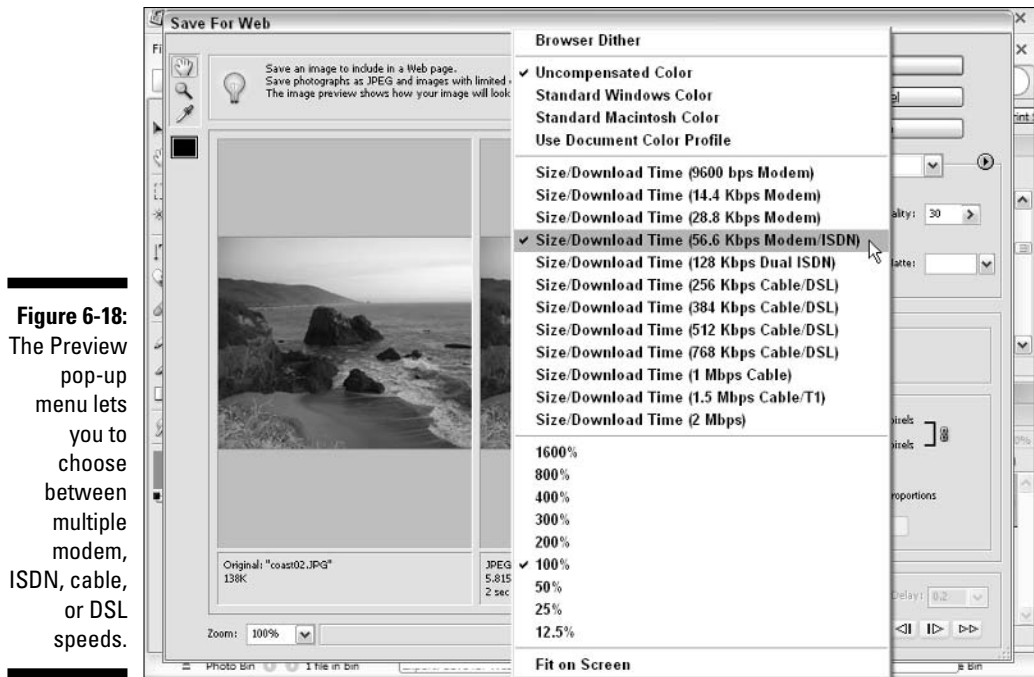 Save For Web
Fi
Save an image to include in a Web page.
Save photographs as JPEG and images with limited
The image preview shows how your image will look
Browser Dither
✓ Uncompensated Color
Standard Windows Color
Standard Macintosh Color
Use Document Color Profile
Size/Download Time (9600 bps Modem)
Size/Download Time (14.4 Kbps Modem)
Size/Download Time (28.8 Kbps Modem)
✓ Size/Download Time (56.6 Kbps Modem/ISDN)
Size/Download Time (128 Kbps Dual ISDN)
Size/Download Time (256 Kbps Cable/DSL)
Size/Download Time (384 Kbps Cable/DSL)
Size/Download Time (512 Kbps Cable/DSL)
Size/Download Time (768 Kbps Cable/DSL)
Size/Download Time (1 Mbps Cable)
Size/Download Time (1.5 Mbps Cable/T1)
Size/Download Time (2 Mbps)
1600%
800%
400%
300%
200%
✓ 100%
50%
25%
12.5%
Fit on Screen
ality: 30
latte:
roportions
Delay: 0.2
Original: "coast02.JPG"
138K
JPEG
5.815
2 sec
Zoom: 100%
Photo Bin 1 file in bin
e Bin
Figure 6-18:
The Preview
pop-up
menu lets
you to
choose
between
multiple
modem,
ISDN, cable,
or DSL
speeds.